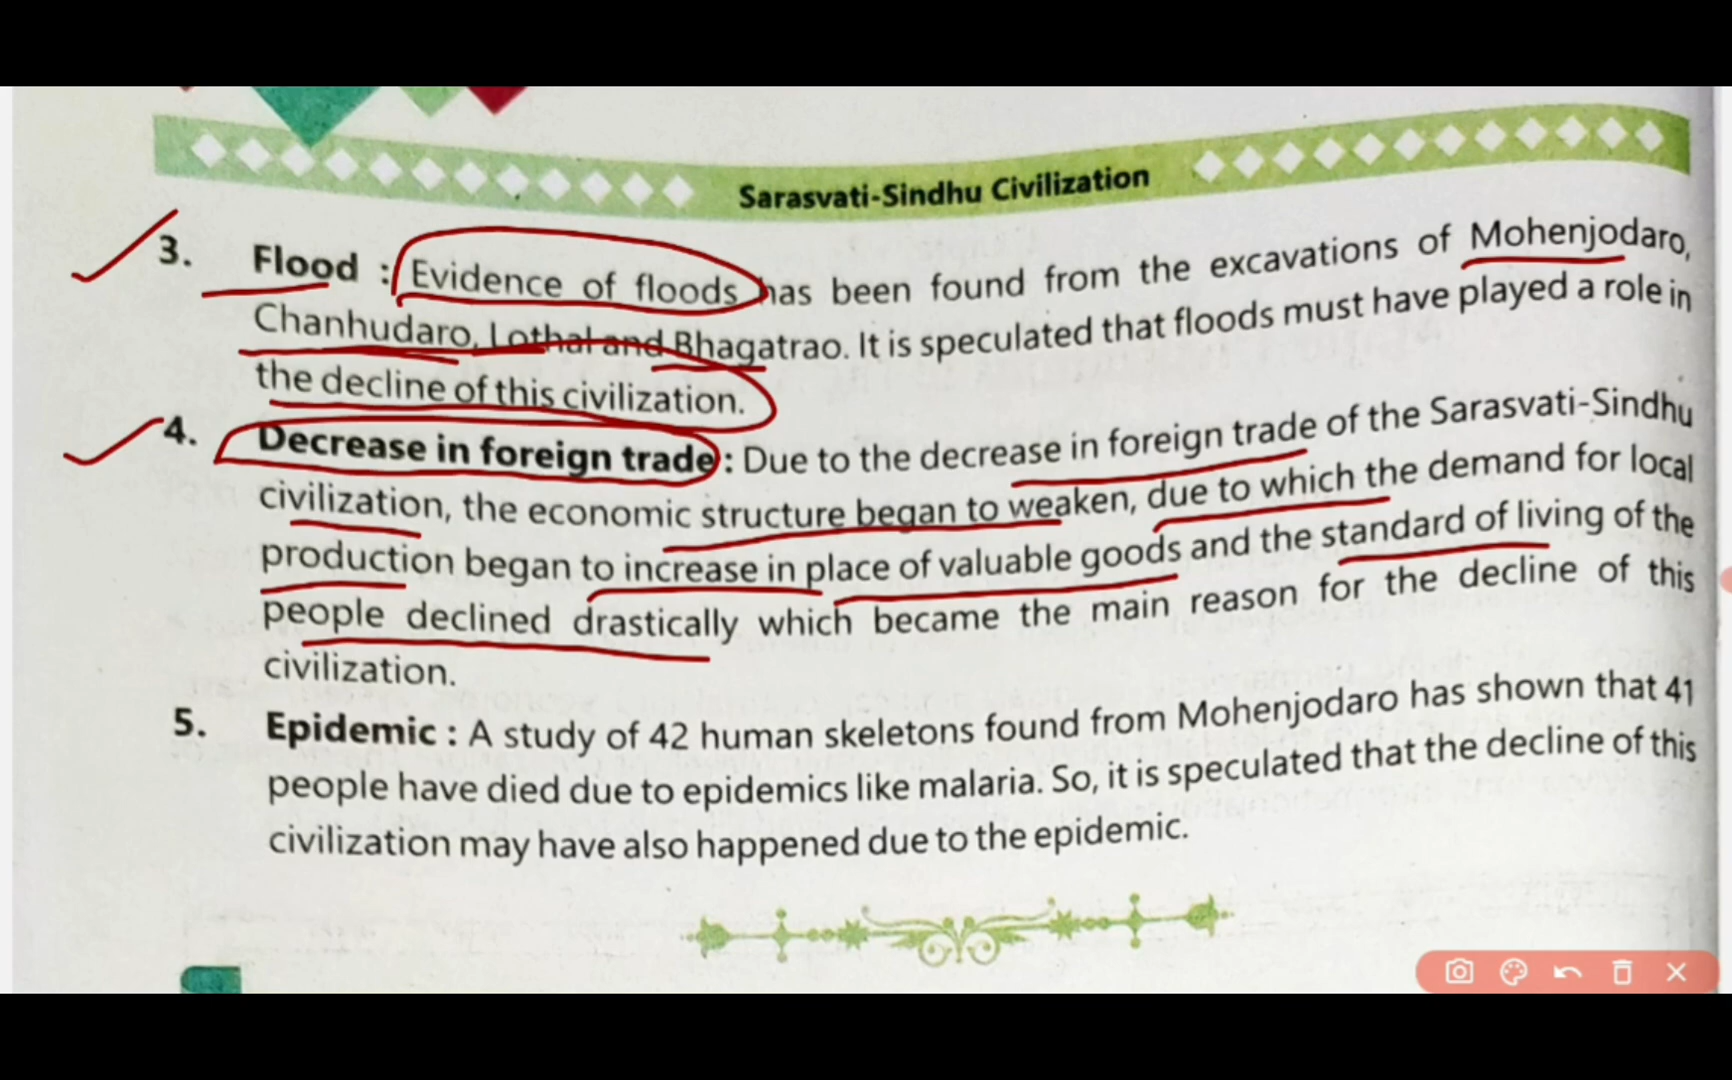 Sarasvati-Sindhu Civilization
3. Flood : Evidence of floods has been found from the excavations of Mohenjodaro,
Chanhudaro, Lothal and Bhagatrao. It is speculated that floods must have played a role in
the decline of this civilization.
4. Decrease in foreign trade : Due to the decrease in foreign trade of the Sarasvati-Sindhu
civilization, the economic structure began to weaken, due to which the demand for local
production began to increase in place of valuable goods and the standard of living of the
people declined drastically which became the main reason for the decline of this
civilization.
5. Epidemic : A study of 42 human skeletons found from Mohenjodaro has shown that 41
people have died due to epidemics like malaria. So, it is speculated that the decline of this
civilization may have also happened due to the epidemic.